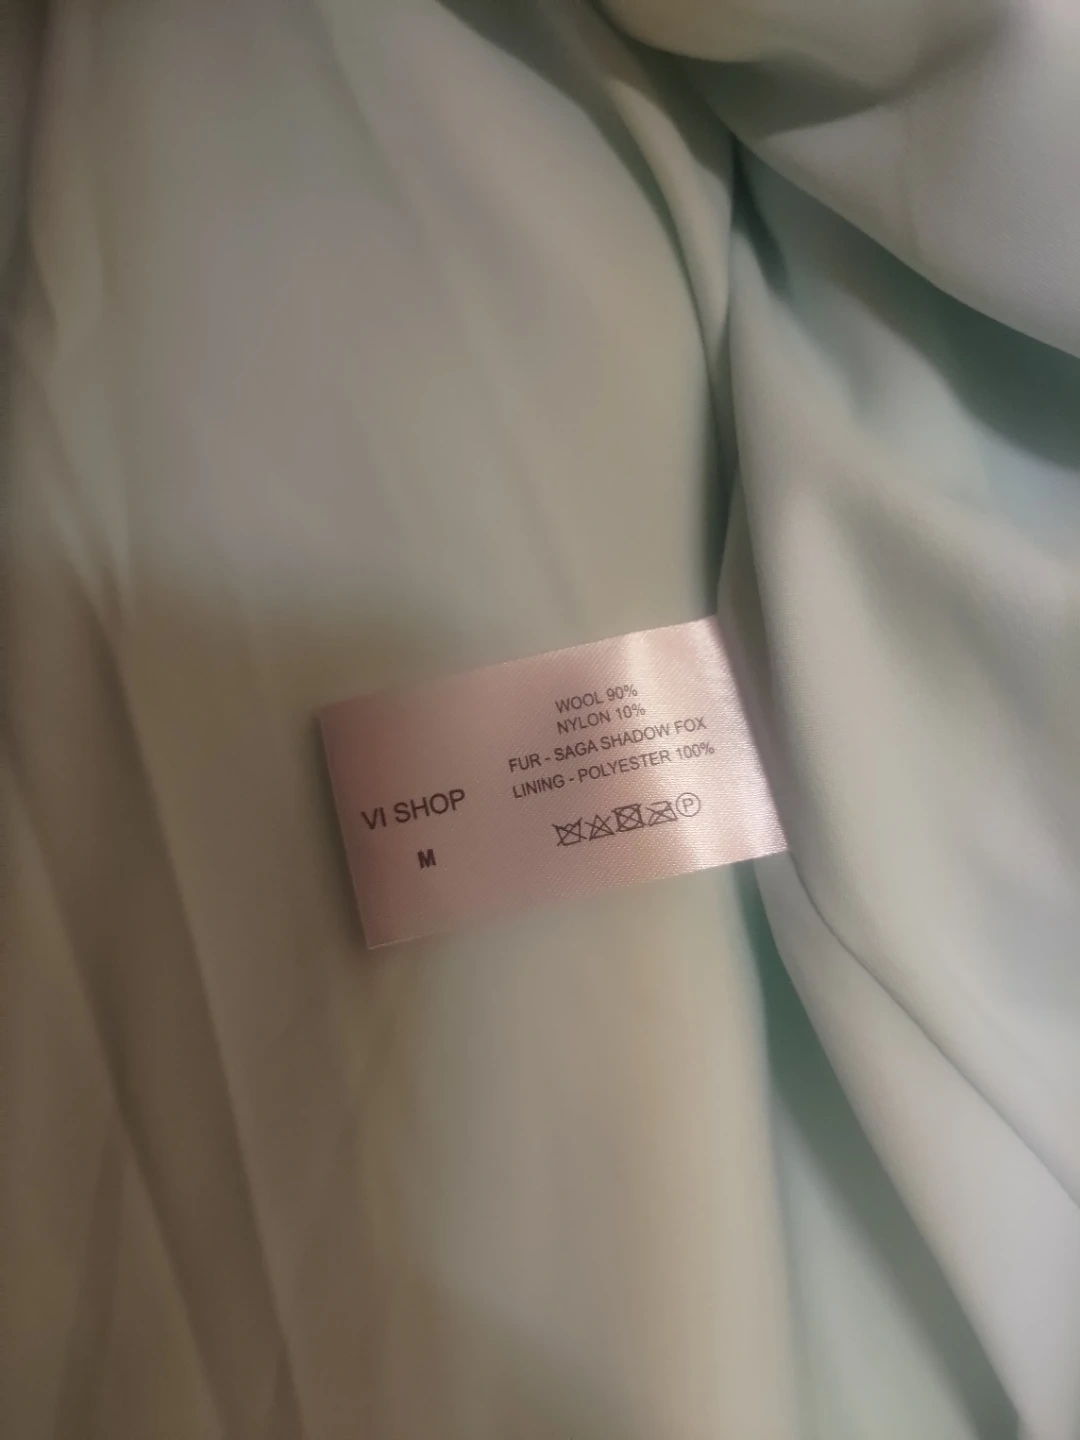 WOOL 90%
NYLON 10%
FUR - SAGA SHADOW FOX
LINING - POLYESTER 100%
VI SHOP
M
P